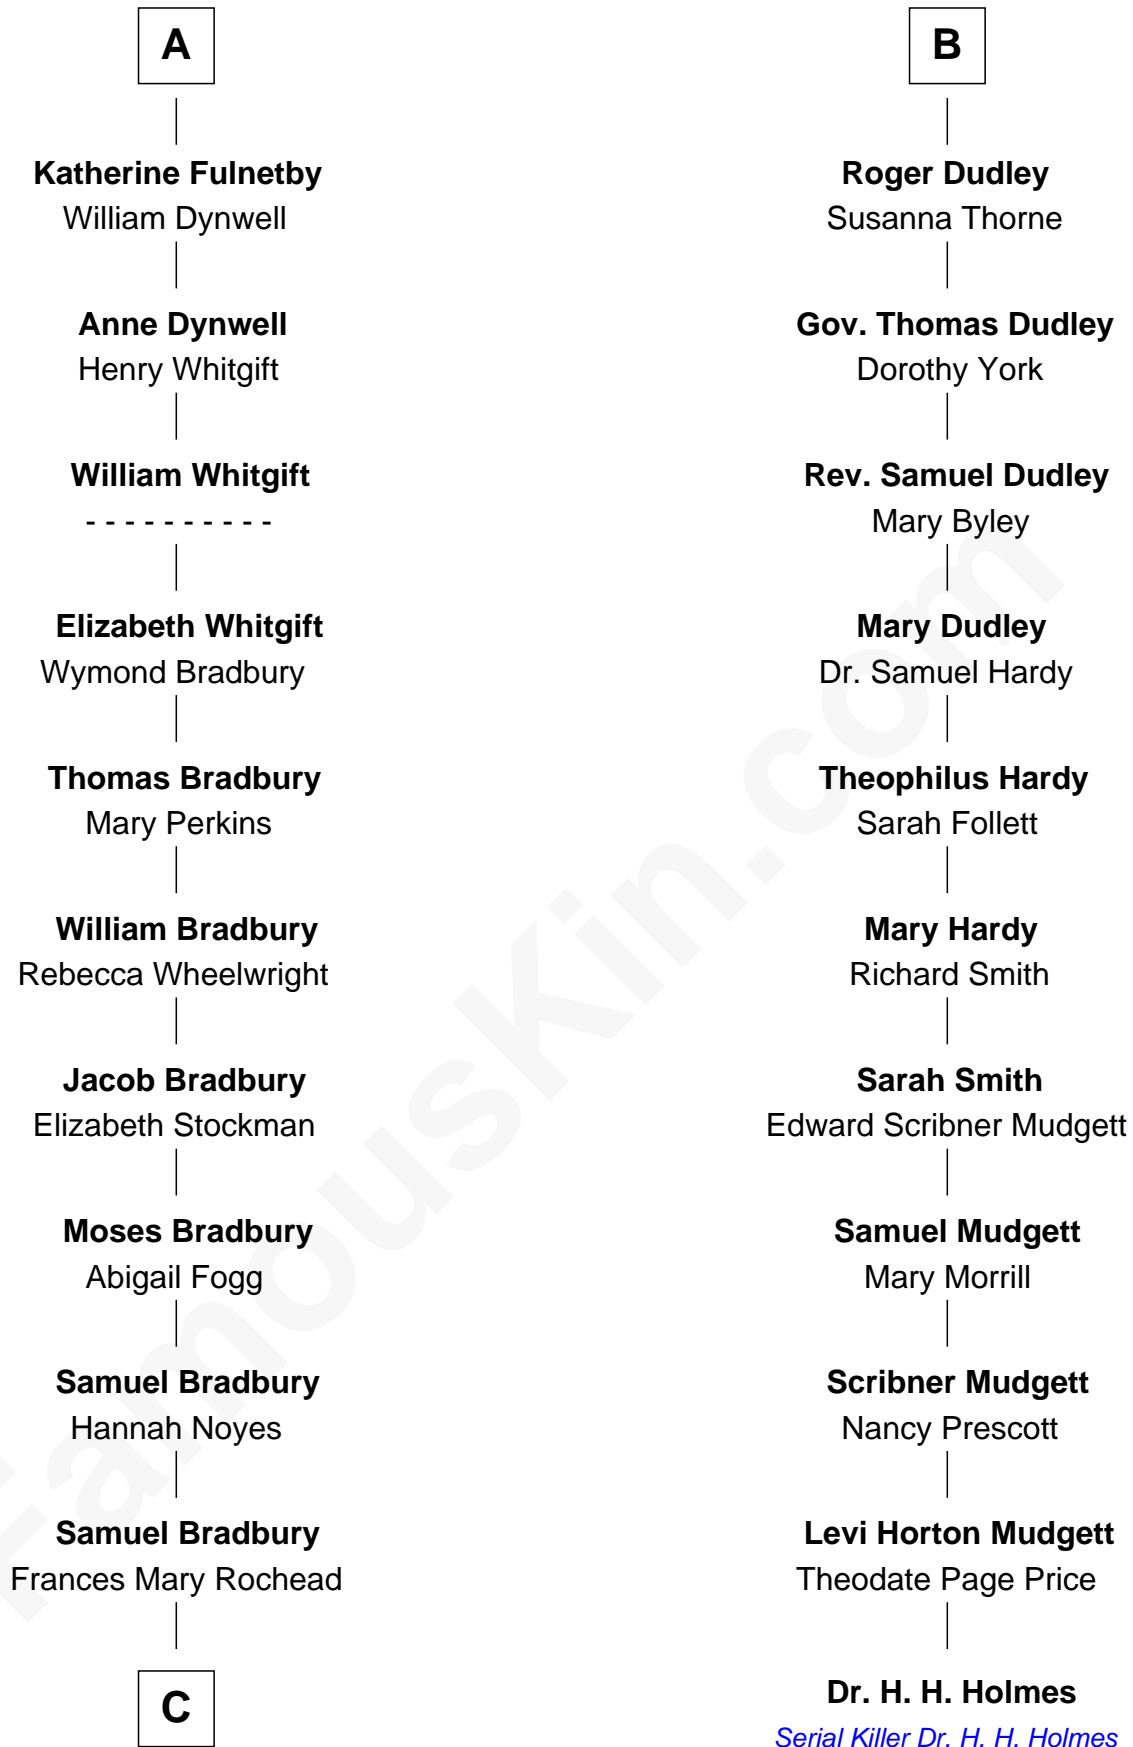 A
Katherine Fulnetby
William Dynwell
Anne Dynwell
Henry Whitgift
William Whitgift
- - - - - - - - - -
Elizabeth Whitgift
Wymond Bradbury
Thomas Bradbury
Mary Perkins
William Bradbury
Rebecca Wheelwright
Jacob Bradbury
Elizabeth Stockman
Moses Bradbury
Abigail Fogg
Samuel Bradbury
Hannah Noyes
Samuel Bradbury
Frances Mary Rochead
C
B
Roger Dudley
Susanna Thorne
Gov. Thomas Dudley
Dorothy York
Rev. Samuel Dudley
Mary Byley
Mary Dudley
Dr. Samuel Hardy
Theophilus Hardy
Sarah Follett
Mary Hardy
Richard Smith
Sarah Smith
Edward Scribner Mudgett
Samuel Mudgett
Mary Morrill
Scribner Mudgett
Nancy Prescott
Levi Horton Mudgett
Theodate Page Price
Dr. H. H. Holmes
Serial Killer Dr. H. H. Holmes
FamousKin.com